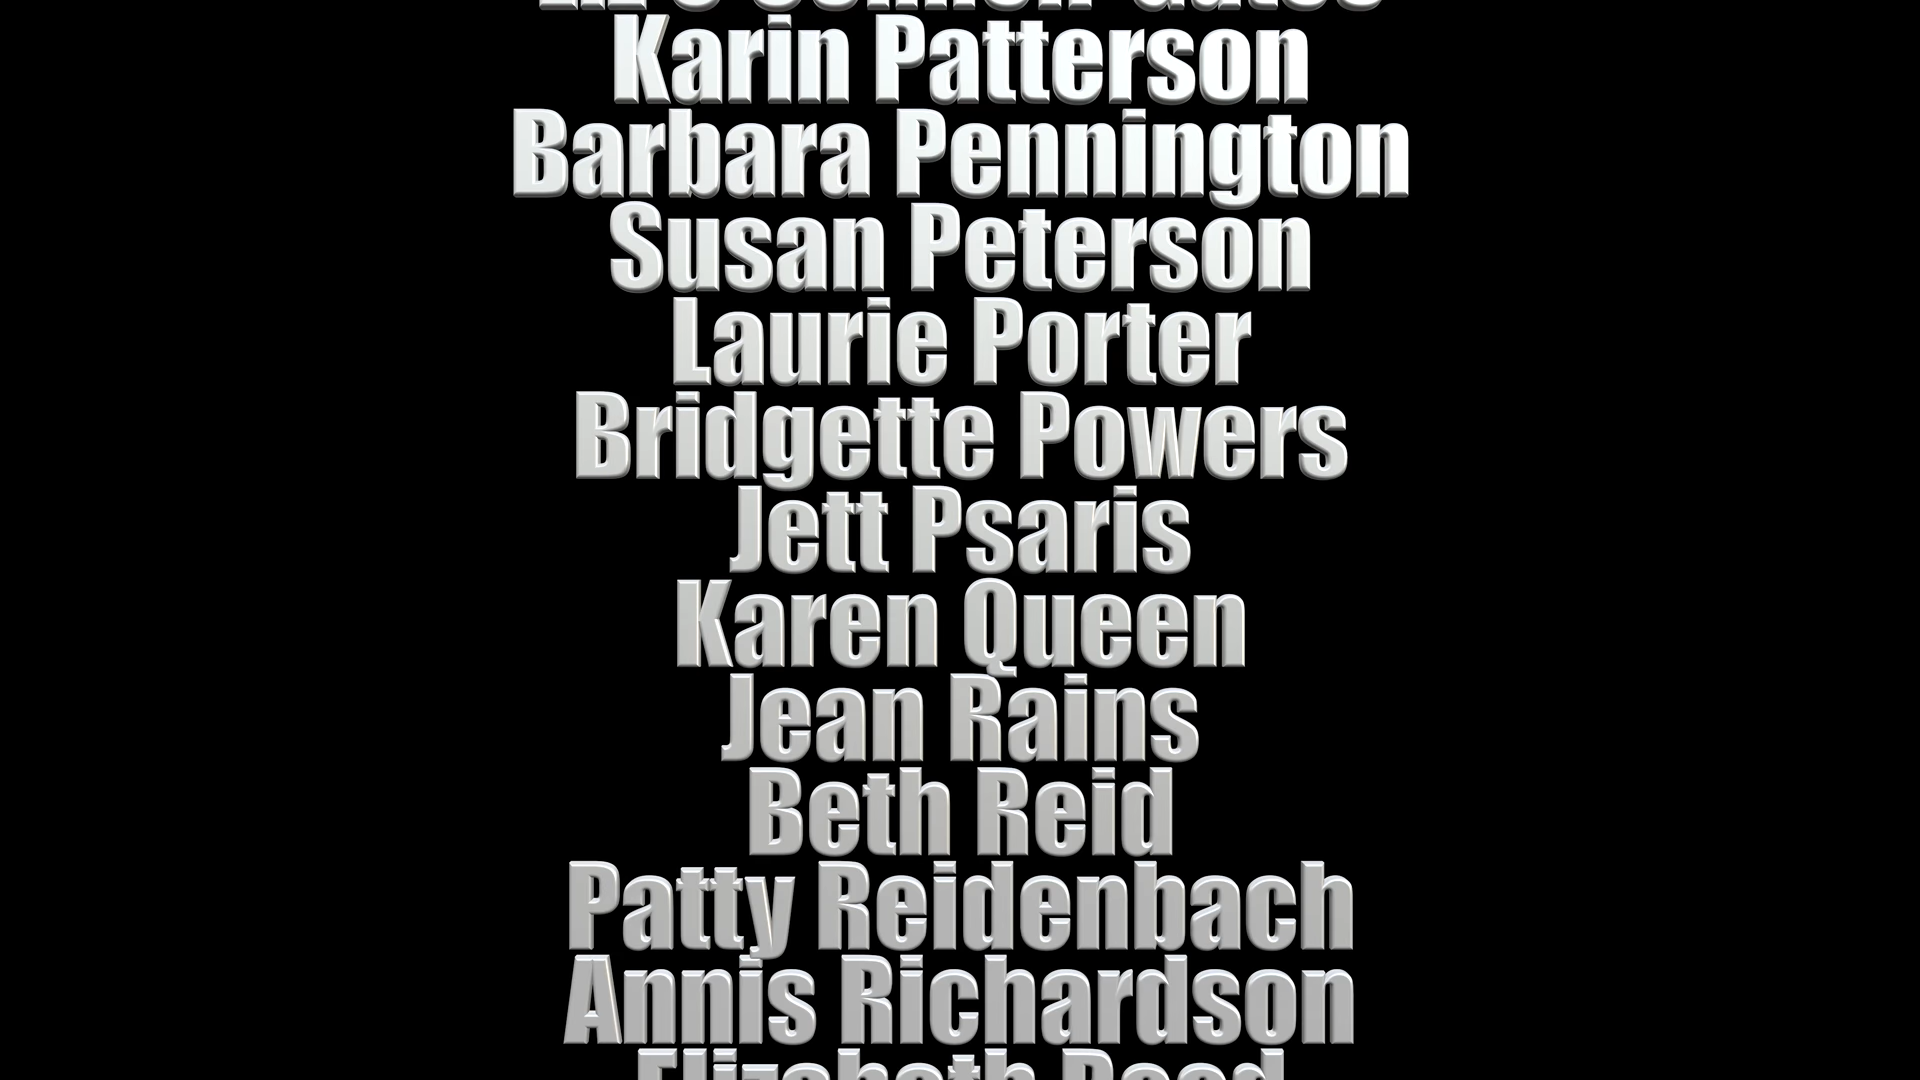 Karin Patterson
Barbara Pennington
Susan Peterson
Laurie Porter
Bridgette Powers
Jett Psaris
Karen Queen
Jean Rains
Beth Reid
Patty Reidenbach
Annis Richardson
Elizabeth